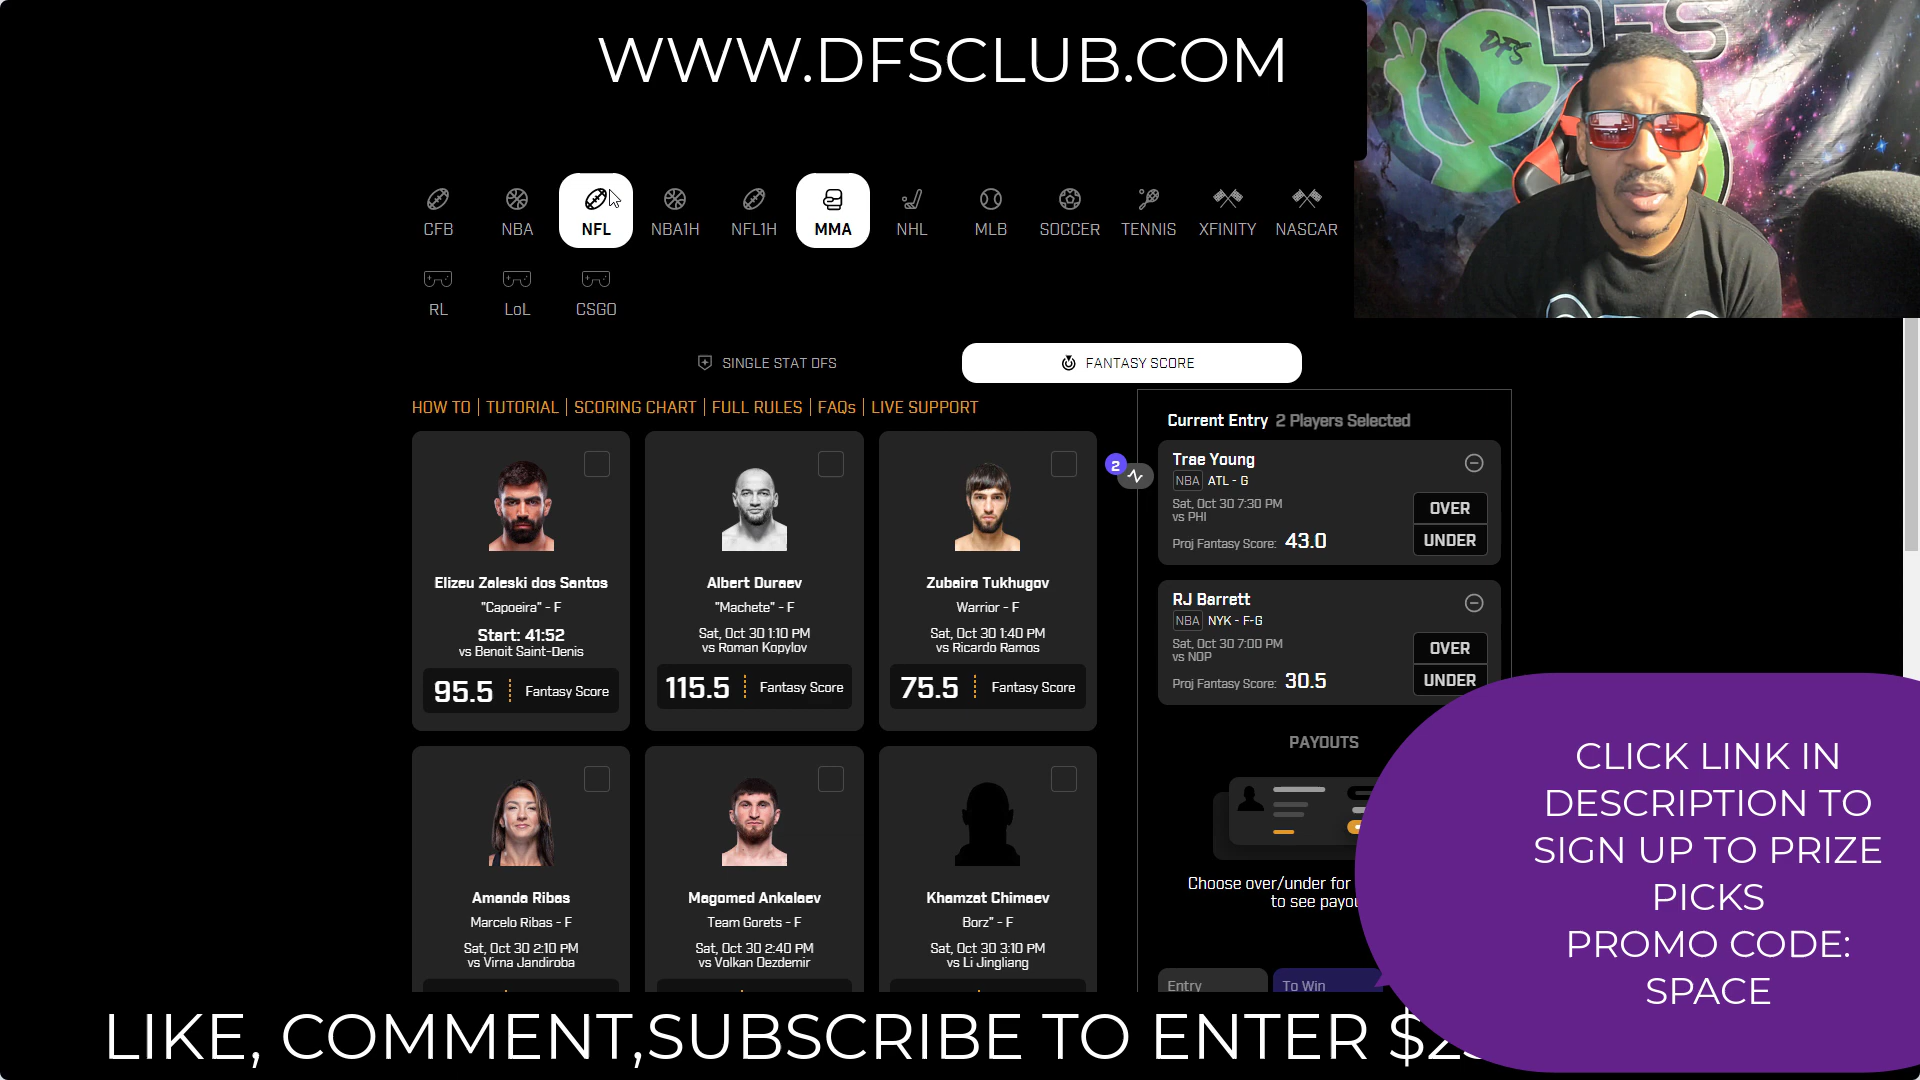 WWW.DFSCLUB.COM
DFS
DFS
CFB
NBA
NFL
NBA1H
NFL1H
MMA
NHL
MLB
SOCCER
TENNIS
XFINITY
NASCAR
RL
LoL
CSGO
SINGLE STAT DFS
FANTASY SCORE
HOW TO | TUTORIAL | SCORING CHART | FULL RULES | FAQs | LIVE SUPPORT
Elizeu Zaleski dos Santos
"Capoeira" - F
Start: 41:52
vs Benoit Saint-Denis
95.5 Fantasy Score
Albert Duraev
"Machete" - F
Sat, Oct 30 1:10 PM
vs Roman Kopylov
115.5 Fantasy Score
Zubaira Tukhugov
Warrior - F
Sat, Oct 30 1:40 PM
vs Ricardo Ramos
75.5 Fantasy Score
Amanda Ribas
Marcelo Ribas - F
Sat, Oct 30 2:10 PM
vs Virna Jandiroba
Magomed Ankalaev
Team Gorets - F
Sat, Oct 30 2:40 PM
vs Volkan Oezdemir
Khamzat Chimaev
Borz" - F
Sat, Oct 30 3:10 PM
vs Li Jingliang
2
Current Entry 2 Players Selected
Trae Young
NBA ATL - G
Sat, Oct 30 7:30 PM
vs PHI
Proj Fantasy Score: 43.0
OVER
UNDER
RJ Barrett
NBA NYK - F-G
Sat, Oct 30 7:00 PM
vs NOP
Proj Fantasy Score: 30.5
OVER
UNDER
PAYOUTS
Choose over/under for
to see
Entry
To Win
CLICK LINK IN
DESCRIPTION TO
SIGN UP TO PRIZE
PICKS
PROMO CODE:
SPACE
LIKE, COMMENT,SUBSCRIBE TO ENTER